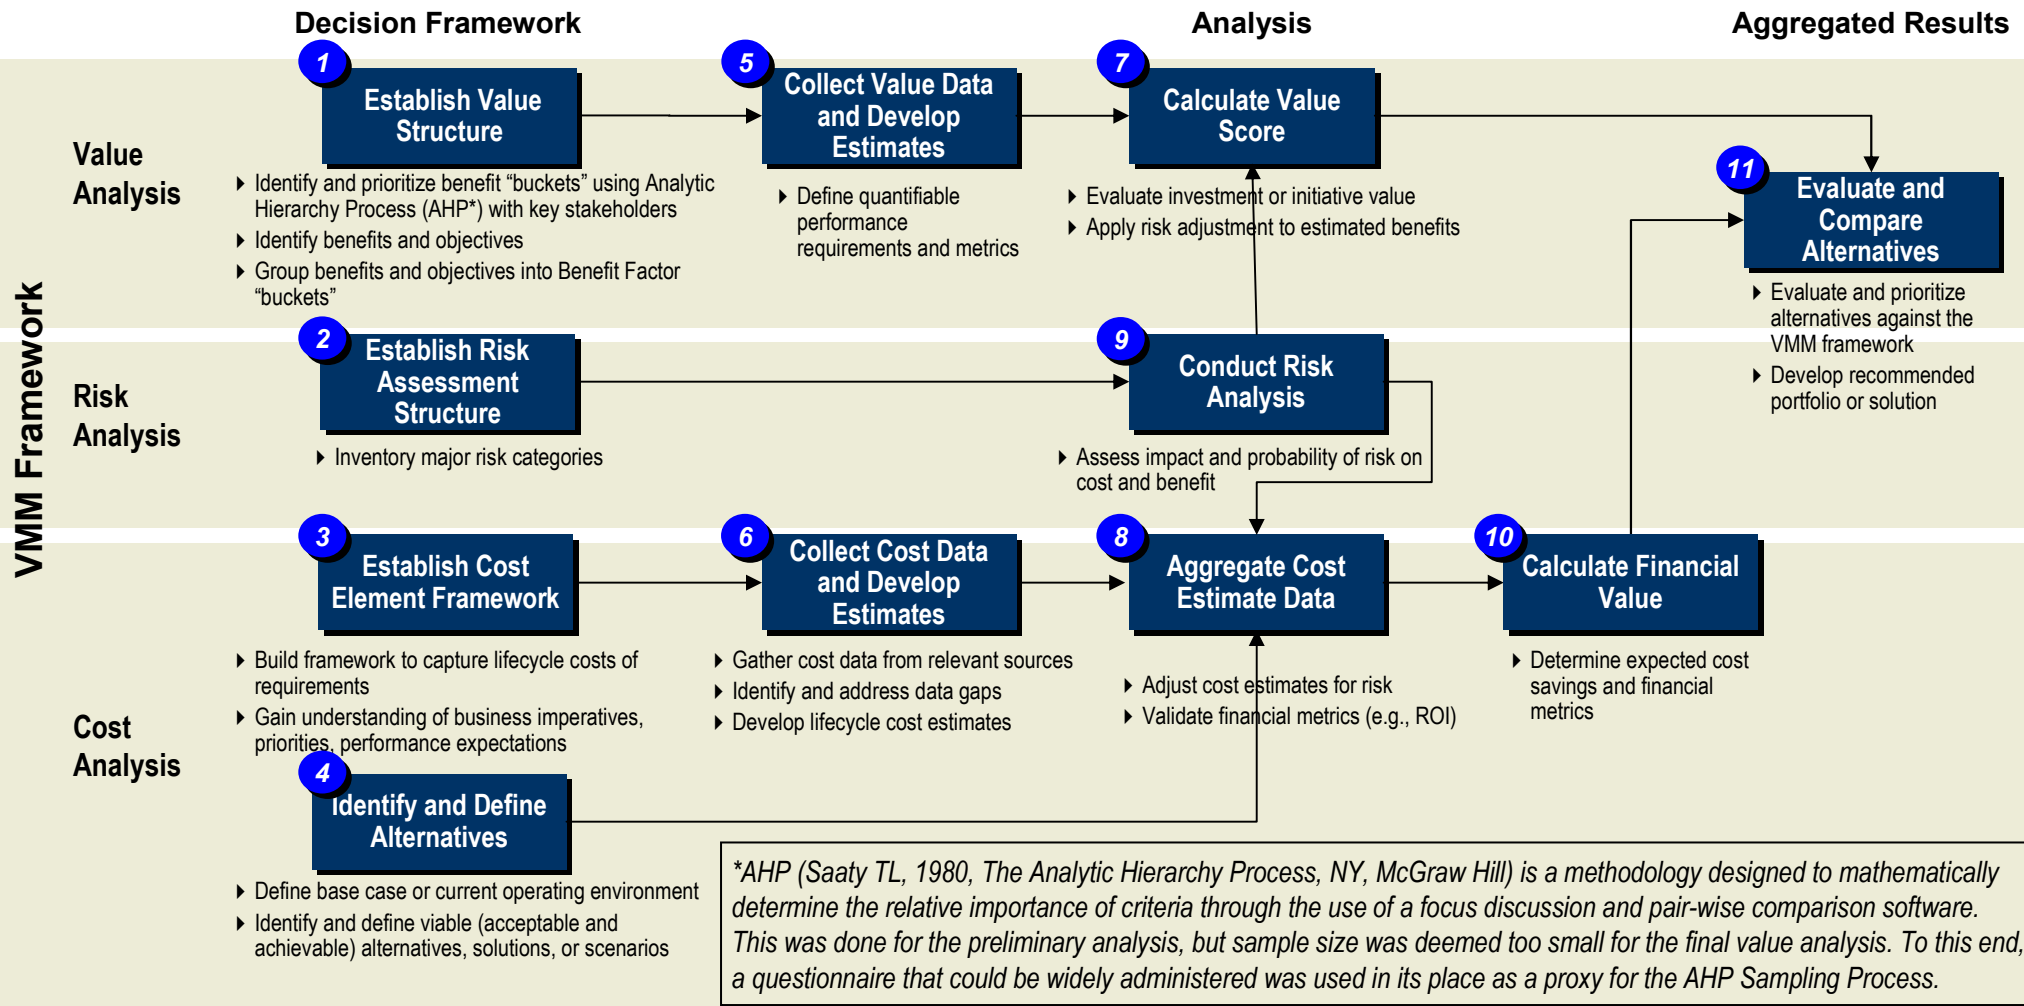 Decision Framework
Analysis
Aggregated Results
VMM Framework
Value
Analysis
1
Establish Value
Structure
Identify and prioritize benefit “buckets” using Analytic
Hierarchy Process (AHP*) with key stakeholders
Identify benefits and objectives
Group benefits and objectives into Benefit Factor
“buckets”
5
Collect Value Data
and Develop
Estimates
Define quantifiable
performance
requirements and metrics
7
Calculate Value
Score
Evaluate investment or initiative value
Apply risk adjustment to estimated benefits
11
Evaluate and
Compare
Alternatives
Evaluate and prioritize
alternatives against the
VMM framework
Develop recommended
portfolio or solution
Risk
Analysis
2
Establish Risk
Assessment
Structure
Inventory major risk categories
9
Conduct Risk
Analysis
Assess impact and probability of risk on
cost and benefit
Cost
Analysis
3
Establish Cost
Element Framework
Build framework to capture lifecycle costs of
requirements
Gain understanding of business imperatives,
priorities, performance expectations
6
Collect Cost Data
and Develop
Estimates
Gather cost data from relevant sources
Identify and address data gaps
Develop lifecycle cost estimates
8
Aggregate Cost
Estimate Data
Adjust cost estimates for risk
Validate financial metrics (e.g., ROI)
10
Calculate Financial
Value
Determine expected cost
savings and financial
metrics
4
Identify and Define
Alternatives
Define base case or current operating environment
Identify and define viable (acceptable and
achievable) alternatives, solutions, or scenarios
*AHP (Saaty TL, 1980, The Analytic Hierarchy Process, NY, McGraw Hill) is a methodology designed to mathematically
determine the relative importance of criteria through the use of a focus discussion and pair-wise comparison software.
This was done for the preliminary analysis, but sample size was deemed too small for the final value analysis. To this end,
a questionnaire that could be widely administered was used in its place as a proxy for the AHP Sampling Process.